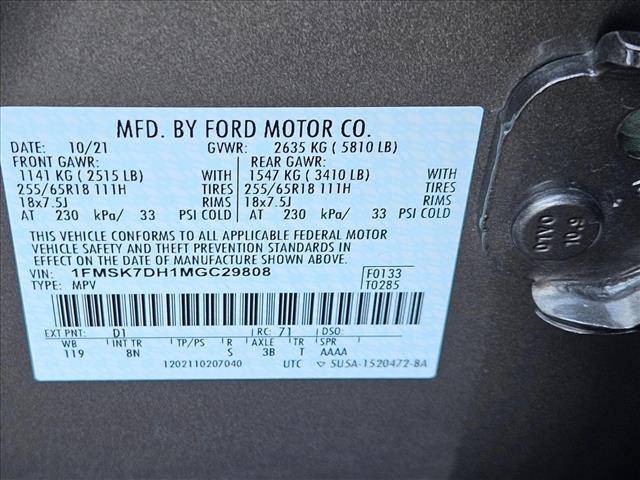 MFD. BY FORD MOTOR CO.
DATE: 10/21 GVWR: 2635 KG ( 5810 LB)
FRONT GAWR: REAR GAWR:
1141 KG ( 2515 LB) WITH 1547 KG ( 3410 LB) WITH
255/65R18 111H TIRES 255/65R18 111H TIRES
18x7.5J RIMS 18x7.5J RIMS
AT 230 kPa/ 33 PSI COLD AT 230 kPa/ 33 PSI COLD
THIS VEHICLE CONFORMS TO ALL APPLICABLE FEDERAL MOTOR
VEHICLE SAFETY AND THEFT PREVENTION STANDARDS IN
EFFECT ON THE DATE OF MANUFACTURE SHOWN ABOVE.
VIN: 1FMSK7DH1MGC29808 F0133
TYPE: MPV T0285
EXT PNT: D1 RC: 71 DSO:
WB INT TR TP/PS R AXLE TR SPR
119 8N S 3B T AAAA
1202110207040 UTC ▽ SU5A-1520472-BA